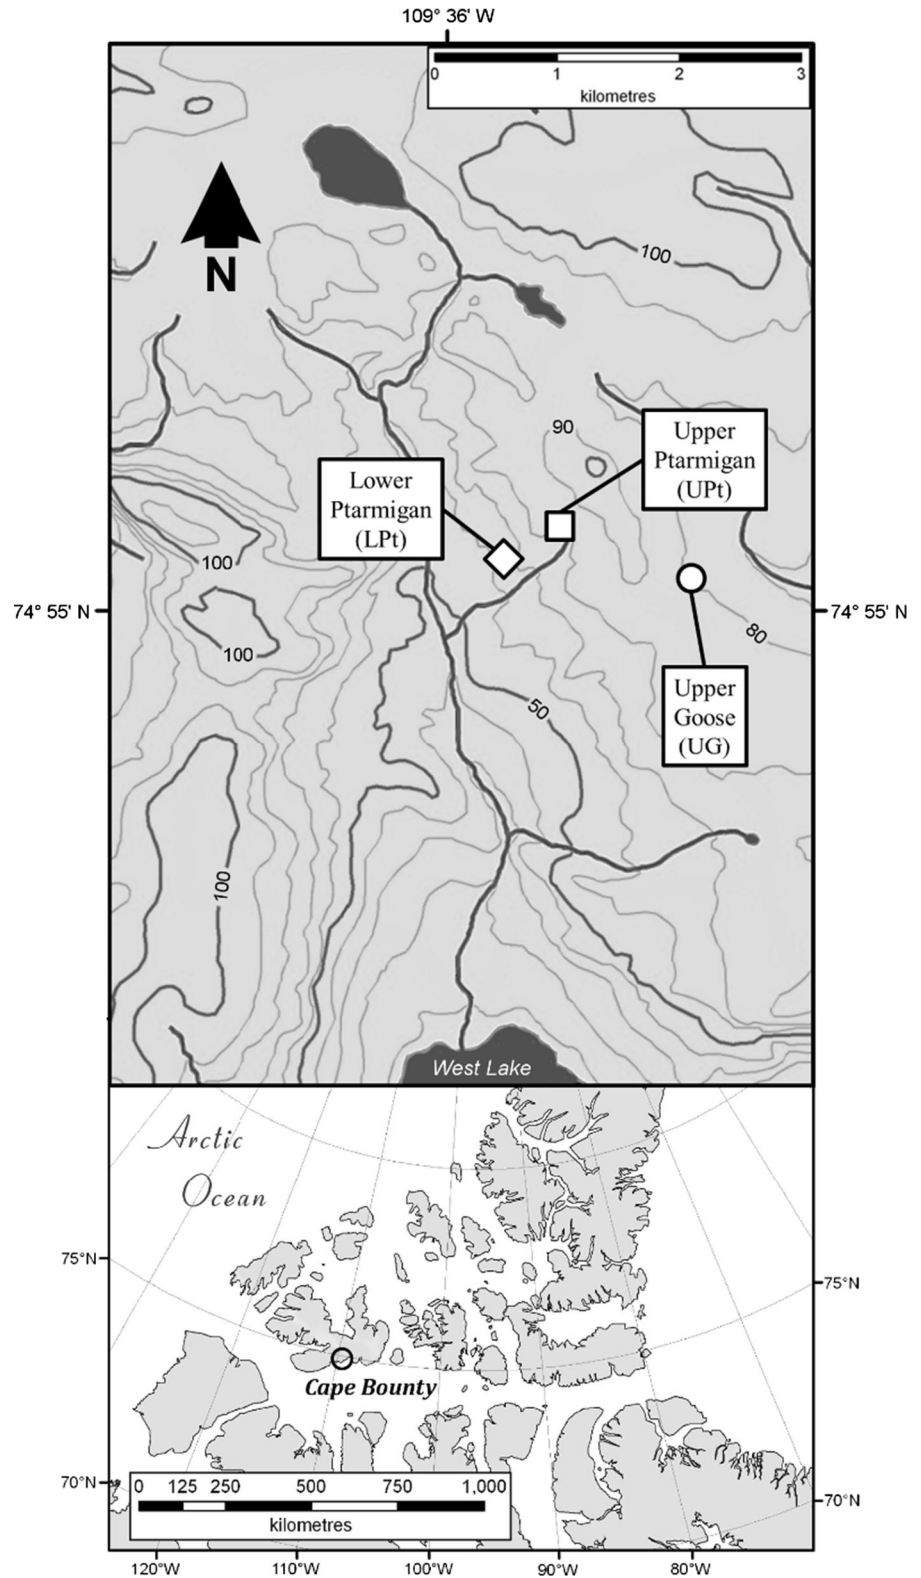 109° 36' W
0 1 2 3
kilometres
N
100
90
Upper
Ptarmigan
(UPt)
Lower
Ptarmigan
(LPt)
100
74° 55' N
74° 55' N
80
100
Upper
Goose
(UG)
50
100
West Lake
Arctic
Ocean
75°N
75°N
Cape Bounty
70°N
70°N
0 125 250 500 750 1,000
kilometres
120°W 110°W 100°W 90°W 80°W